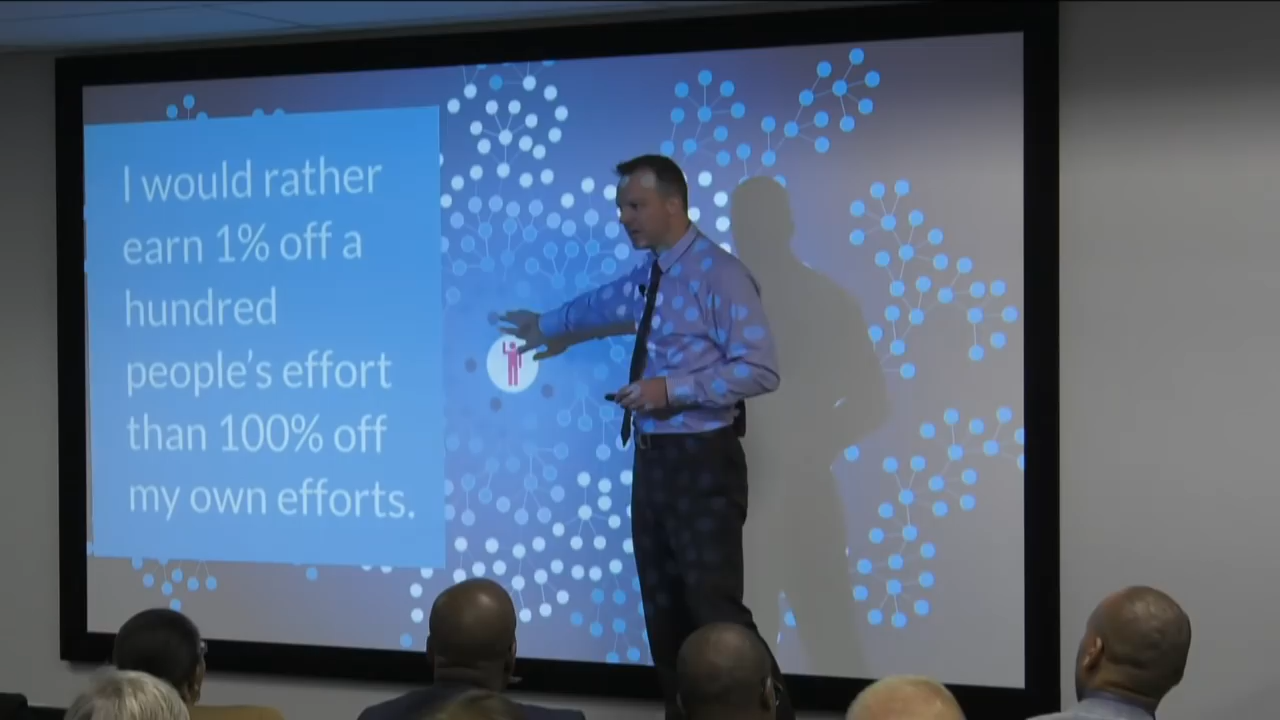 I would rather
earn 1% off a
hundred
people's effort
than 100% off
my own efforts.